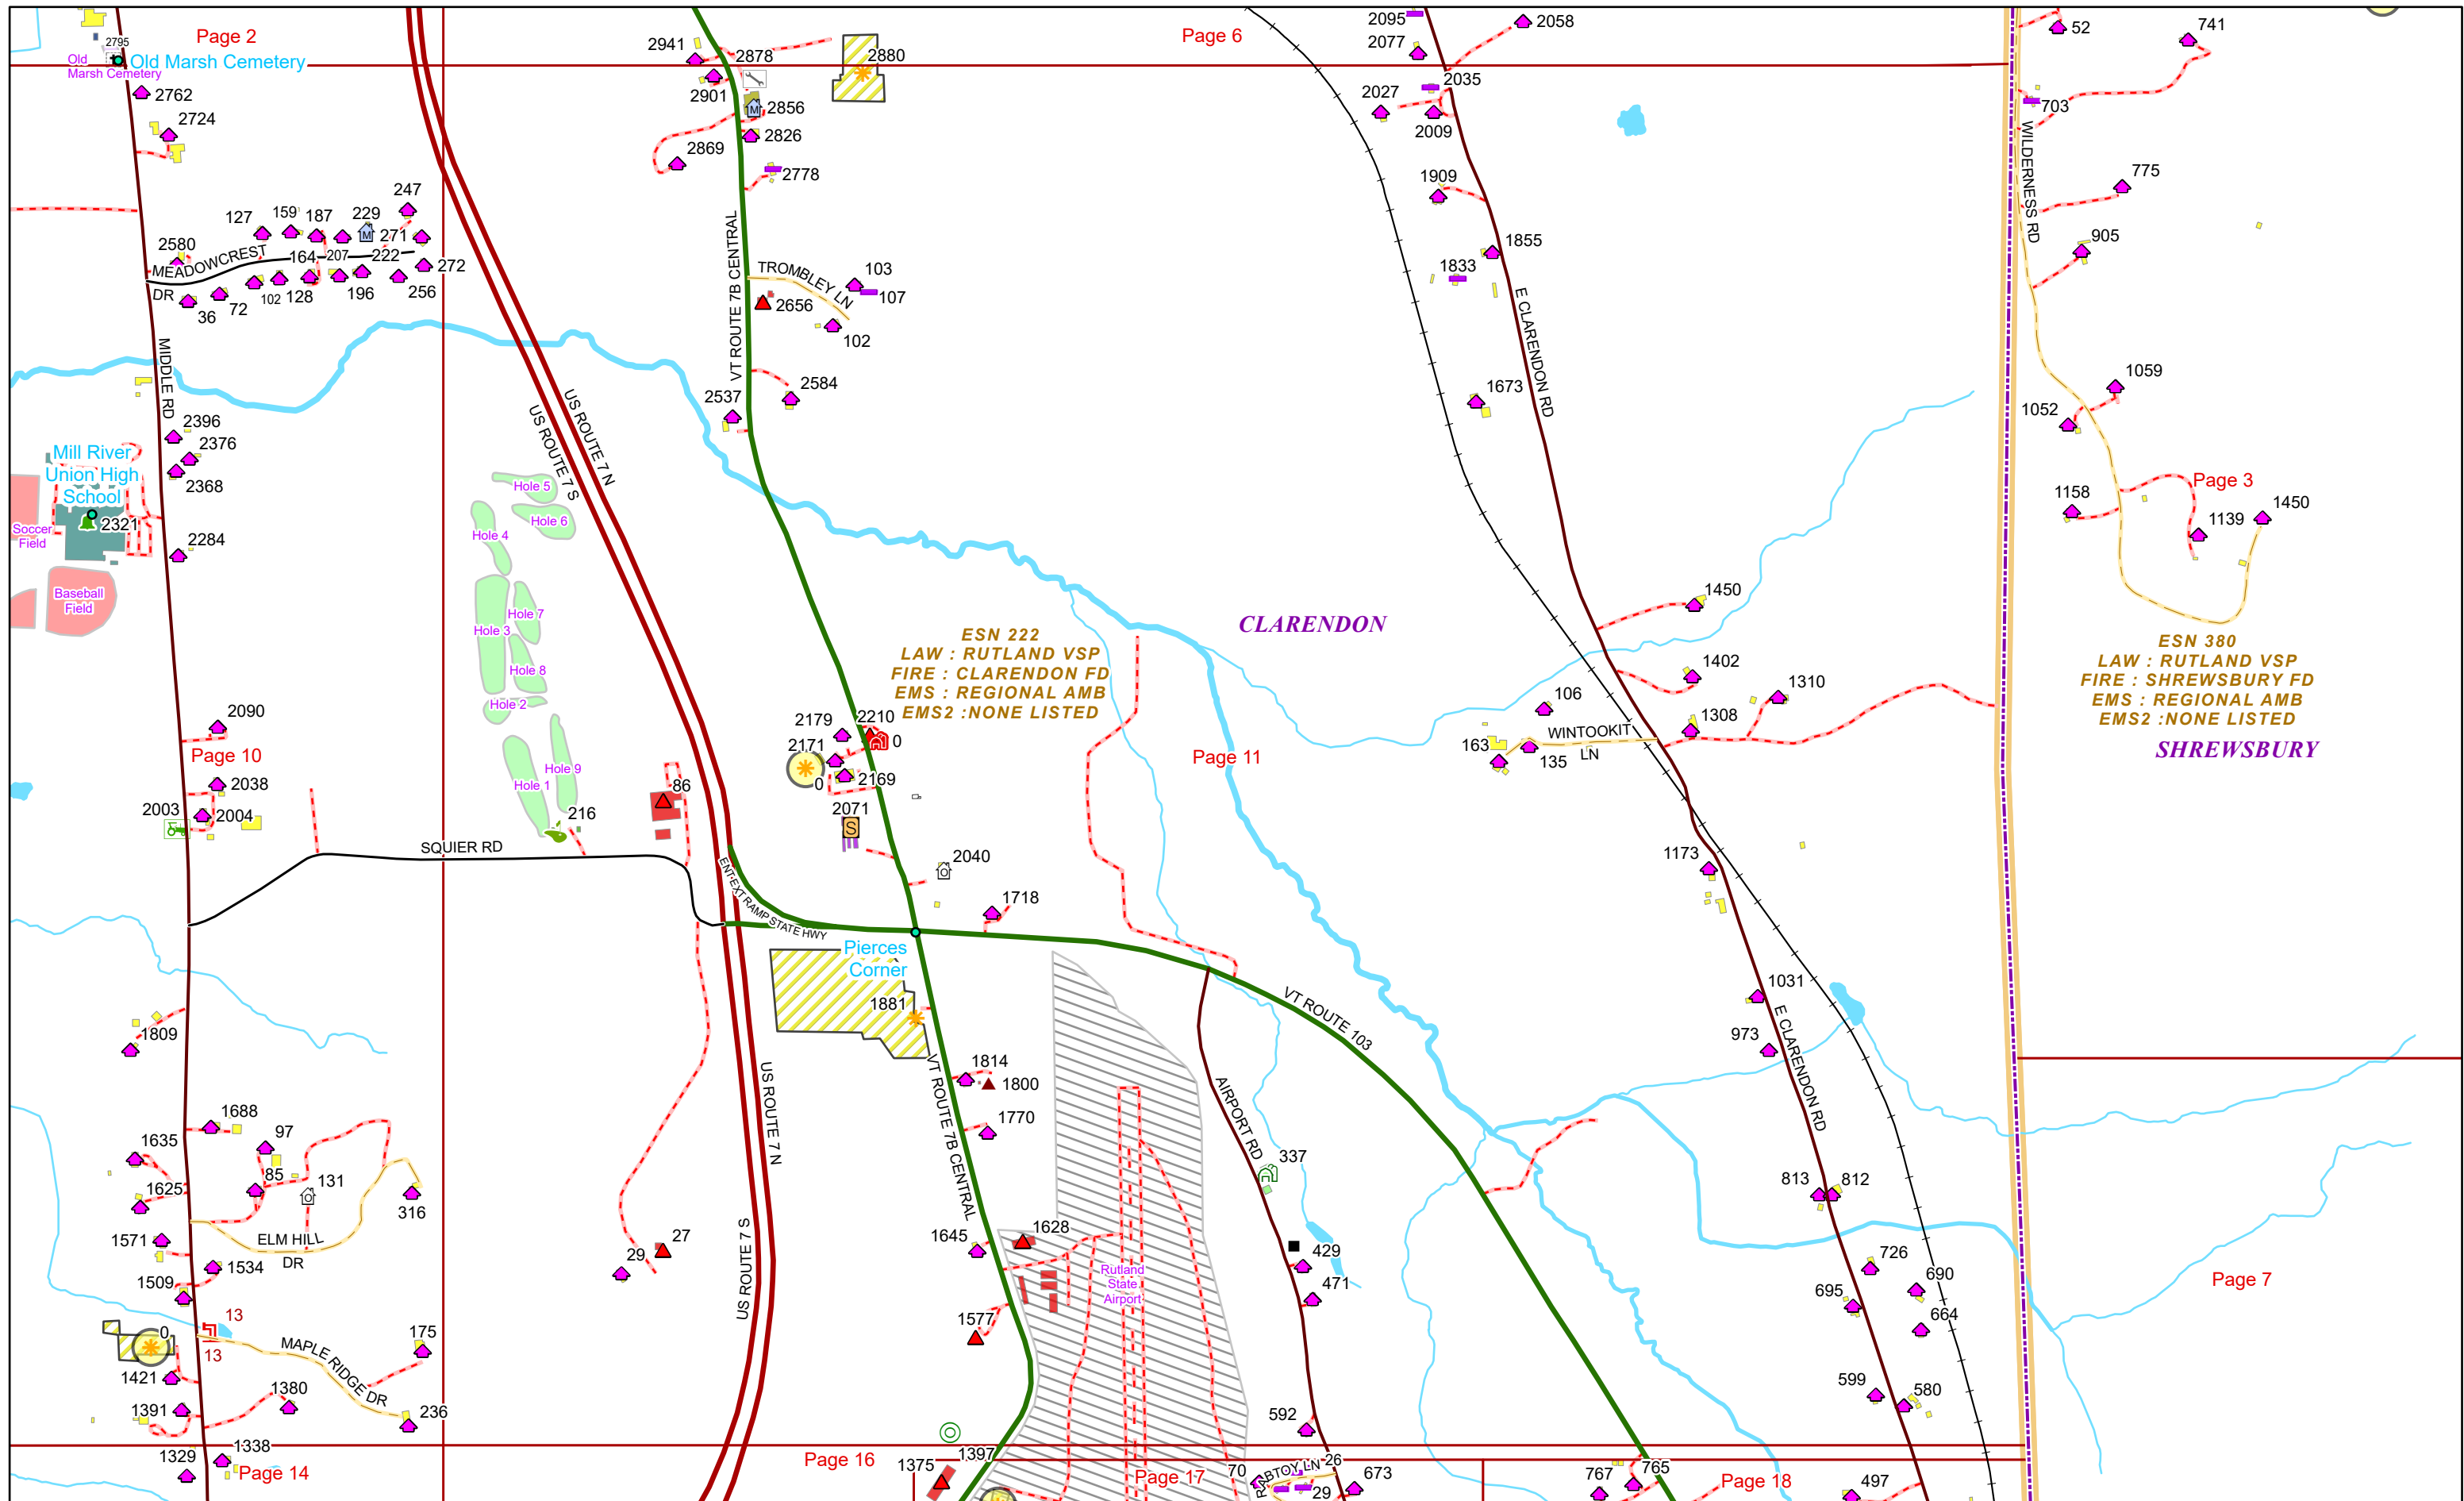 Page 2
2795
Old
Marsh Cemetery
Old Marsh Cemetery
2762
2724
2941
2878
2901
2880
2856
2826
2869
2778
Page 6
2095
2058
2077
2035
2027
2009
52
741
703
WILDERNESS RD
775
905
1909
1855
1833
247
127
159
187
229
271
2580
MEADOWCREST
DR
164
207
222
272
36
72
102
128
196
256
VT ROUTE 7B CENTRAL
TROMBLEY LN
103
107
2656
102
E CLARENDON RD
MIDDLE RD
2584
2537
1673
1059
1052
US ROUTE 7 N
US ROUTE 7 S
2396
2376
2368
Mill River
Union High
School
2321
Soccer
Field
2284
Baseball
Field
Hole 5
Hole 6
Hole 4
Hole 7
Hole 3
Hole 8
Hole 2
Hole 9
Hole 1
Page 3
1158
1450
1139
1450
CLARENDON
ESN 222
LAW : RUTLAND VSP
FIRE : CLARENDON FD
EMS : REGIONAL AMB
EMS2 :NONE LISTED
ESN 380
LAW : RUTLAND VSP
FIRE : SHREWSBURY FD
EMS : REGIONAL AMB
EMS2 :NONE LISTED
SHREWSBURY
1402
1310
106
1308
163
WINTOOKIT
LN
135
2090
Page 10
2038
2003
2004
2179
2210
0
2171
2169
0
2071
Page 11
86
216
SQUIER RD
2040
1718
ENT-EXT RAMP STATE HWY
Pierces
Corner
1881
1173
1031
973
E CLARENDON RD
VT ROUTE 103
1809
1814
1800
1770
VT ROUTE 7B CENTRAL
AIRPORT RD
337
US ROUTE 7 N
US ROUTE 7 S
1688
97
1635
85
131
1625
316
1571
ELM HILL
DR
1534
1509
27
29
1645
1628
Rutland
State
Airport
429
471
813
812
726
690
695
664
Page 7
13
0
13
175
MAPLE RIDGE DR
1421
1380
1391
236
1577
592
599
580
1338
1329
Page 14
Page 16
1397
1375
Page 17
70
RABTOY LN
26
29
673
767
765
Page 18
497